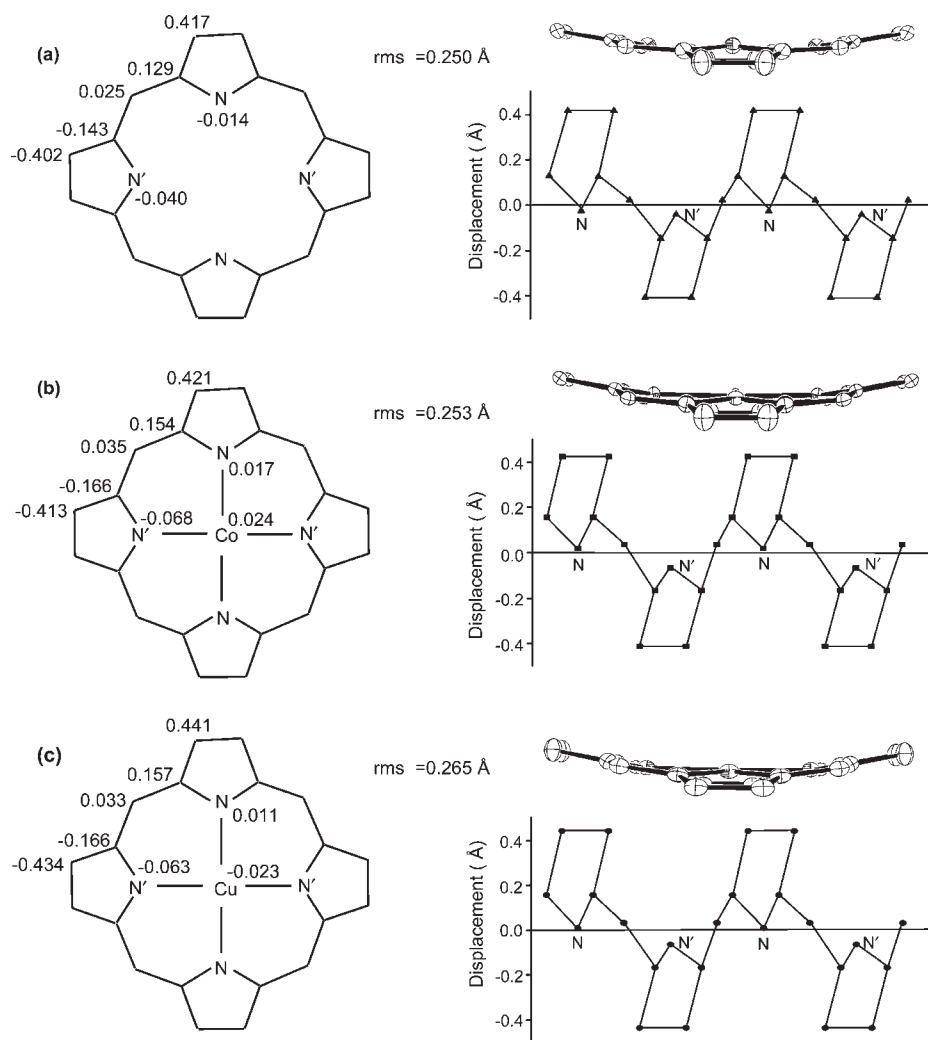 (a)
0.417
0.129
0.025
-0.143
-0.402
N
-0.014
N′
-0.040
N′
N
rms =0.250 Å
Displacement ( Å)
0.4
0.2
0.0
-0.2
-0.4
N
N′
N
N′
(b)
0.421
0.154
0.035
-0.166
-0.413
N
0.017
N′
-0.068
Co
0.024
N′
N
rms =0.253 Å
Displacement ( Å)
0.4
0.2
0.0
-0.2
-0.4
N
N′
N
N′
(c)
0.441
0.157
0.033
-0.166
-0.434
N
0.011
N′
-0.063
Cu
-0.023
N′
N
rms =0.265 Å
Displacement ( Å)
0.4
0.2
0.0
-0.2
-0.4
N
N′
N
N′